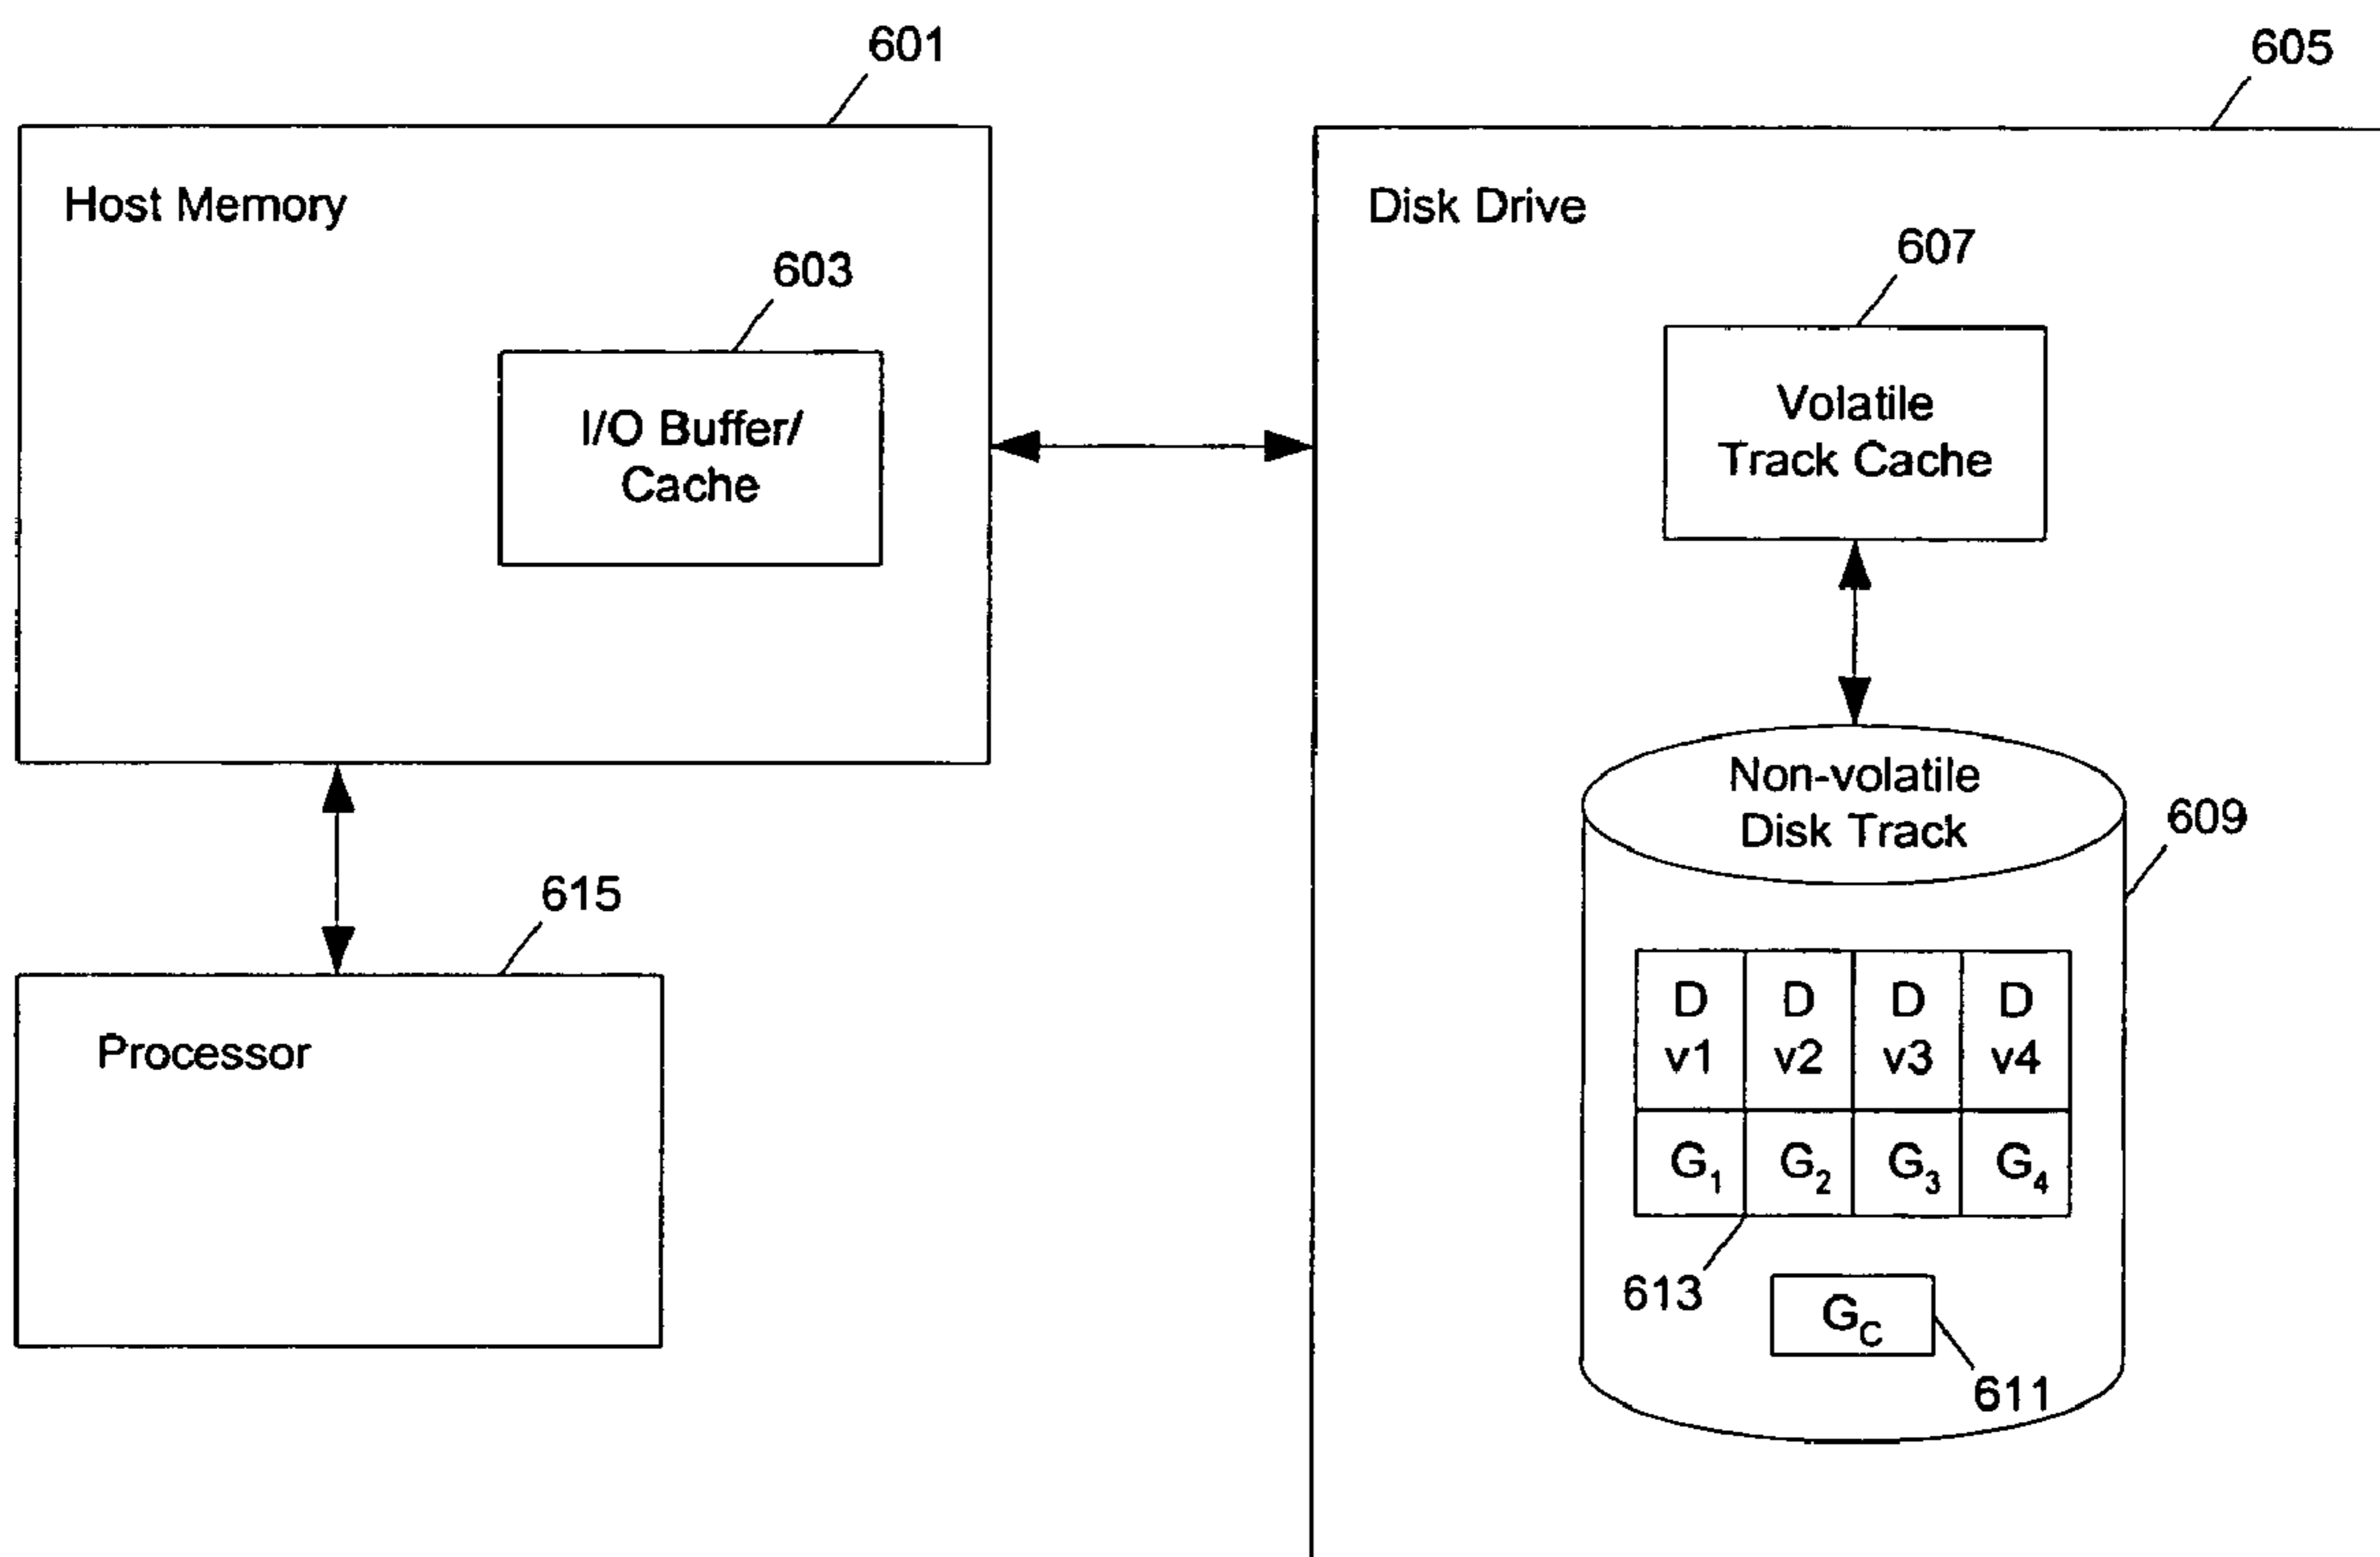 601
605
Host Memory
Disk Drive
603
607
I/O Buffer/
Cache
Volatile
Track Cache
Non-volatile
Disk Track
609
615
Processor
D D D D
v1 v2 v3 v4
G1 G2 G3 G4
613
GC
611